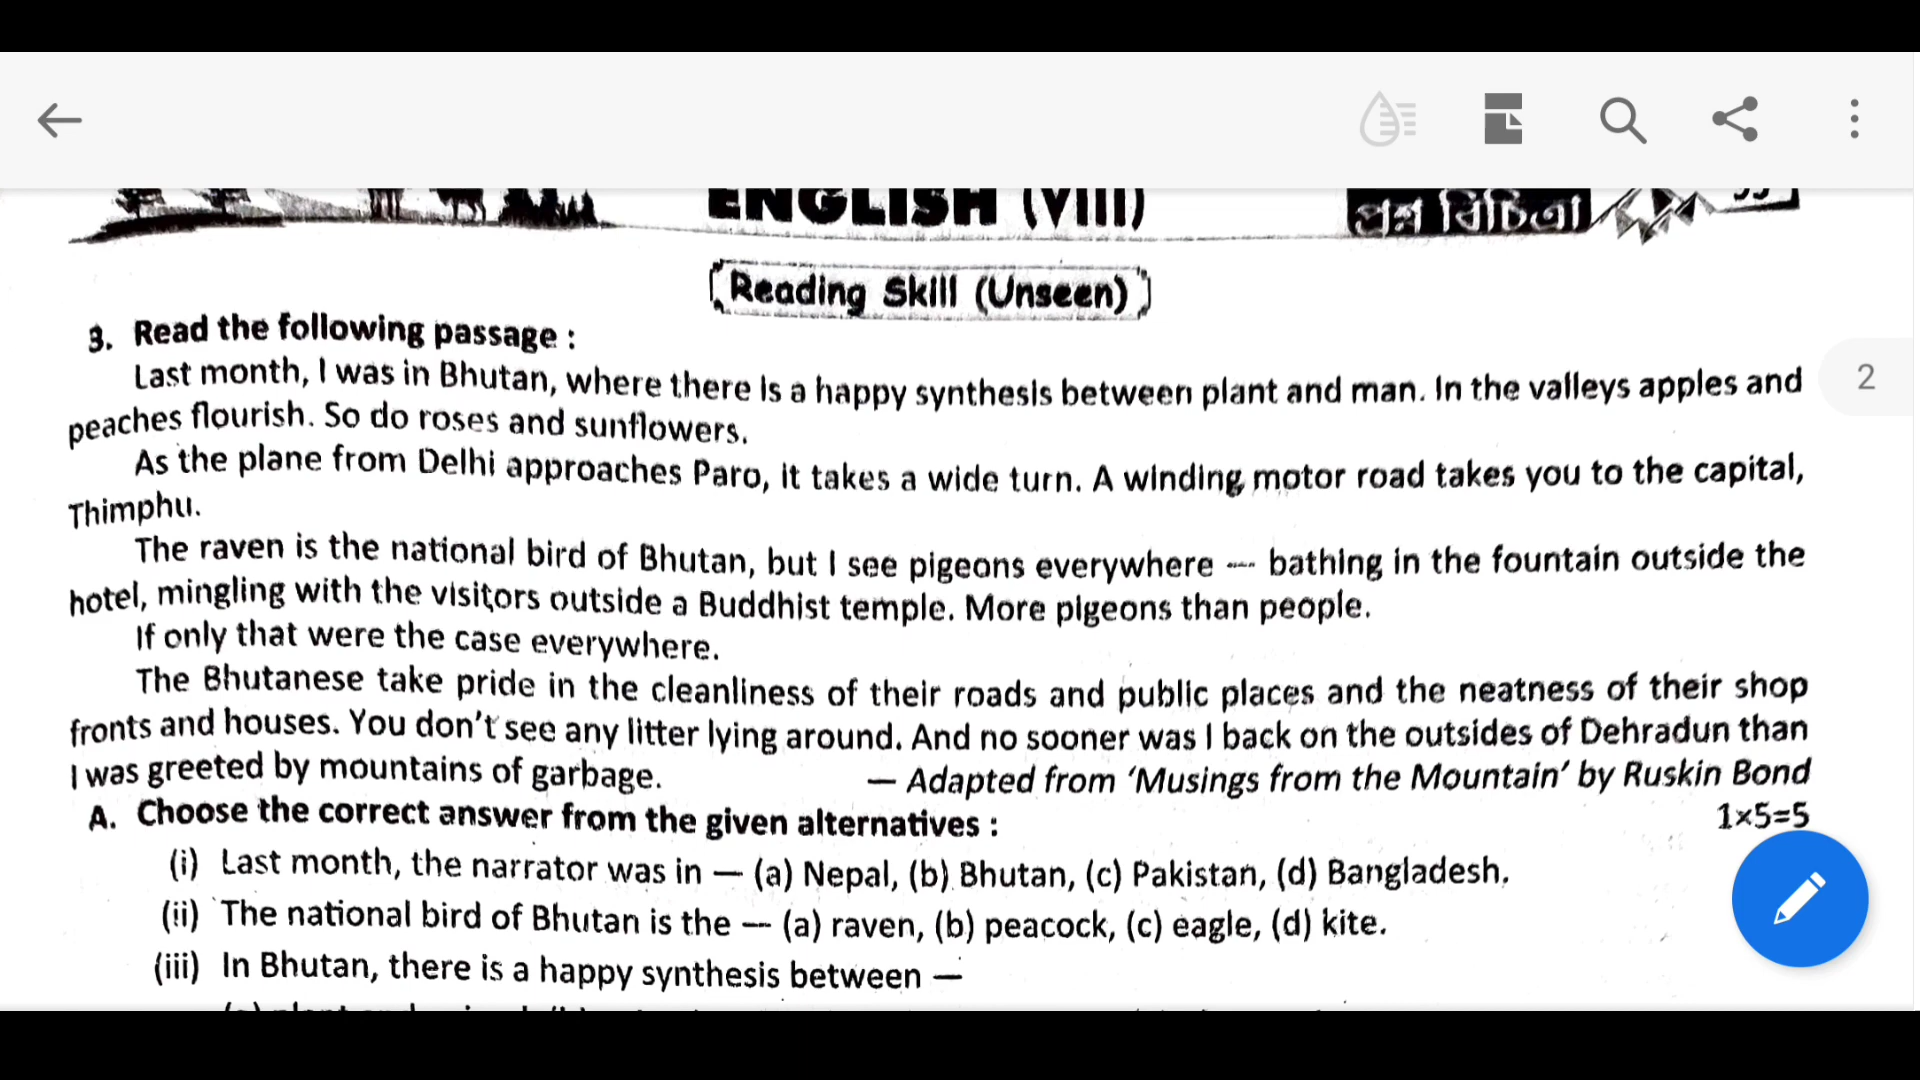 ENGLISH (VIII)
প্রশ্ন বিচিত্রা
Reading Skill (Unseen)
3. Read the following passage :
Last month, I was in Bhutan, where there is a happy synthesis between plant and man. In the valleys apples and
peaches flourish. So do roses and sunflowers.
2
As the plane from Delhi approaches Paro, it takes a wide turn. A winding motor road takes you to the capital,
Thimphu.
The raven is the national bird of Bhutan, but I see pigeons everywhere — bathing in the fountain outside the
hotel, mingling with the visitors outside a Buddhist temple. More pigeons than people.
If only that were the case everywhere.
The Bhutanese take pride in the cleanliness of their roads and public places and the neatness of their shop
fronts and houses. You don't see any litter lying around. And no sooner was I back on the outsides of Dehradun than
I was greeted by mountains of garbage. — Adapted from 'Musings from the Mountain' by Ruskin Bond
A. Choose the correct answer from the given alternatives : 1×5=5
(i) Last month, the narrator was in — (a) Nepal, (b) Bhutan, (c) Pakistan, (d) Bangladesh.
(ii) The national bird of Bhutan is the — (a) raven, (b) peacock, (c) eagle, (d) kite.
(iii) In Bhutan, there is a happy synthesis between —